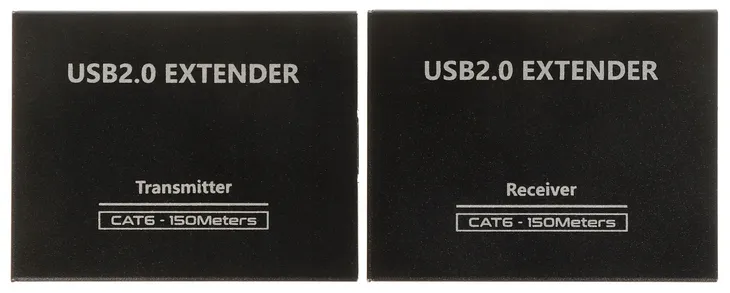 USB2.0 EXTENDER
Transmitter
CAT6 - 150Meters
USB2.0 EXTENDER
Receiver
CAT6 - 150Meters